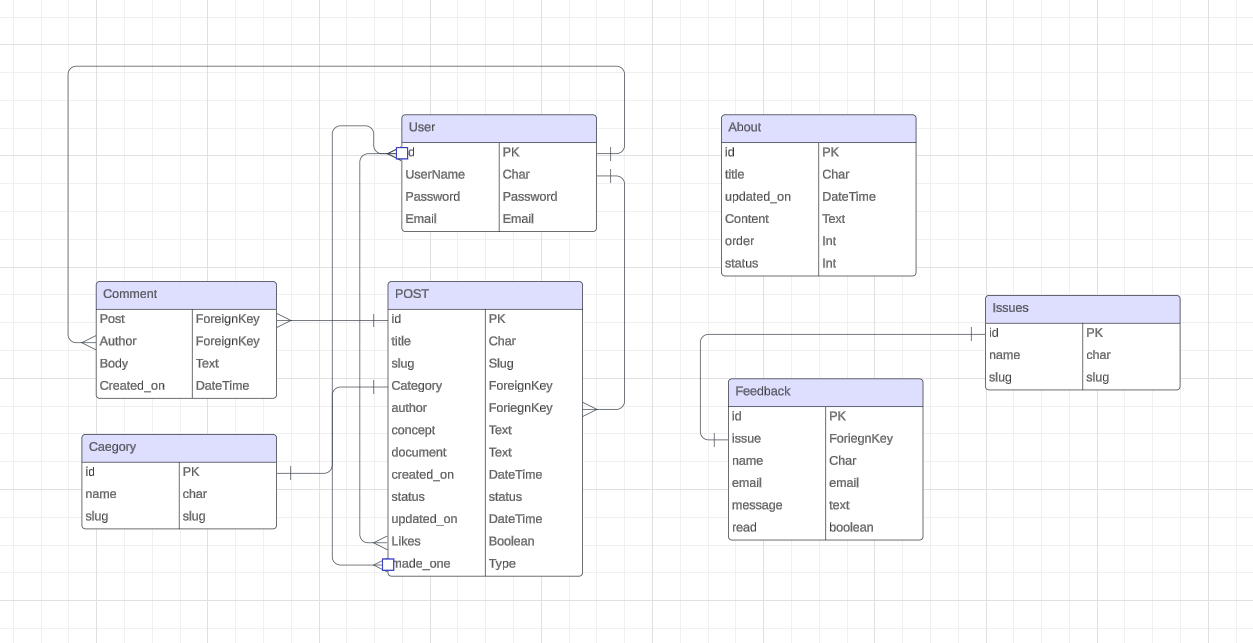 User
d PK
UserName Char
Password Password
Email Email
About
id PK
title Char
updated_on DateTime
Content Text
order Int
status Int
Comment
Post ForeignKey
Author ForeignKey
Body Text
Created_on DateTime
POST
id PK
title Char
slug Slug
Category ForeignKey
author ForiegnKey
concept Text
document Text
created_on DateTime
status status
updated_on DateTime
Likes Boolean
made_one Type
Issues
id PK
name char
slug slug
Feedback
id PK
issue ForiegnKey
name Char
email email
message text
read boolean
Caegory
id PK
name char
slug slug